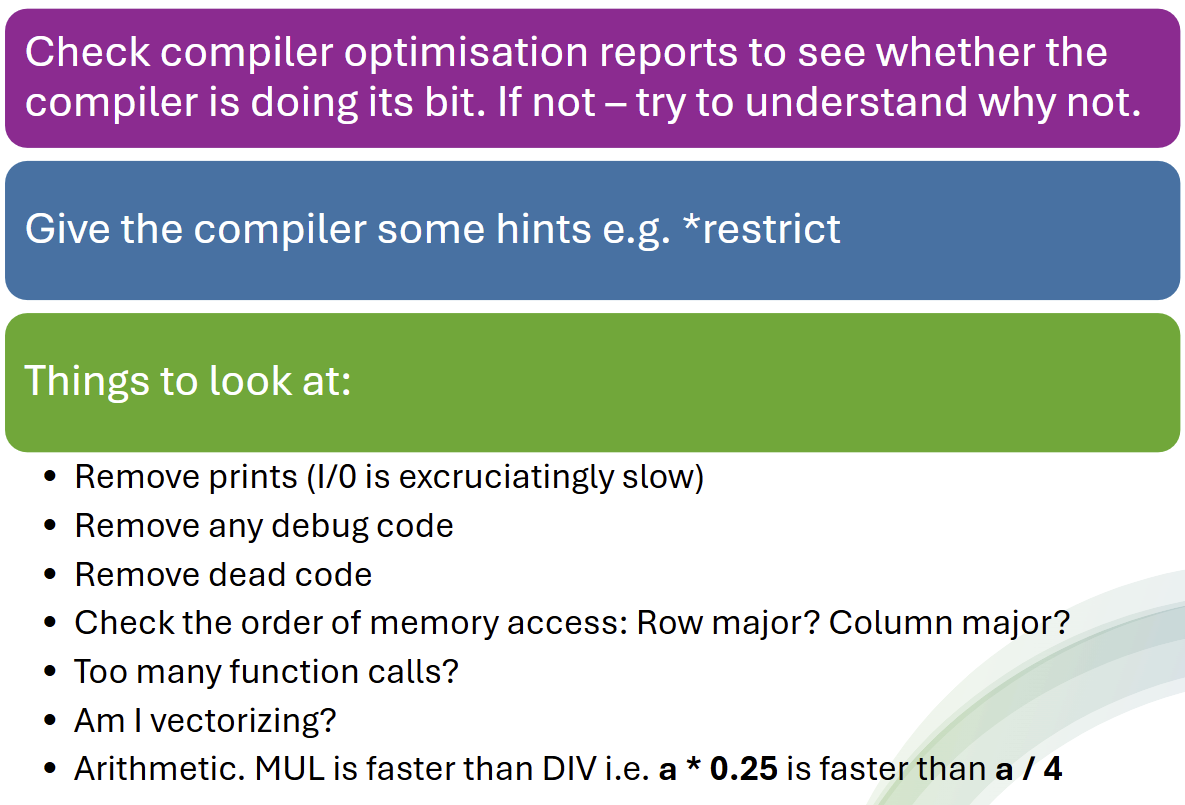 Check compiler optimisation reports to see whether the
compiler is doing its bit. If not – try to understand why not.
Give the compiler some hints e.g. *restrict
Things to look at:
• Remove prints (I/0 is excruciatingly slow)
• Remove any debug code
• Remove dead code
• Check the order of memory access: Row major? Column major?
• Too many function calls?
• Am I vectorizing?
• Arithmetic. MUL is faster than DIV i.e. a * 0.25 is faster than a / 4